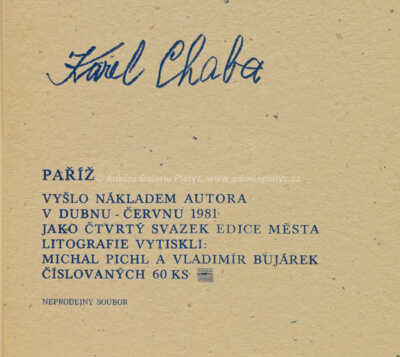 Karel Chaba
PAŘÍŽ
VYŠLO NÁKLADEM AUTORA
V DUBNU - ČERVNU 1981
JAKO ČTVRTÝ SVAZEK EDICE MĚSTA
LITOGRAFIE VYTISKLI:
MICHAL PICHL A VLADIMÍR BUJÁREK
ČÍSLOVANÝCH 60 KS
NEPRODEJNÝ SOUBOR